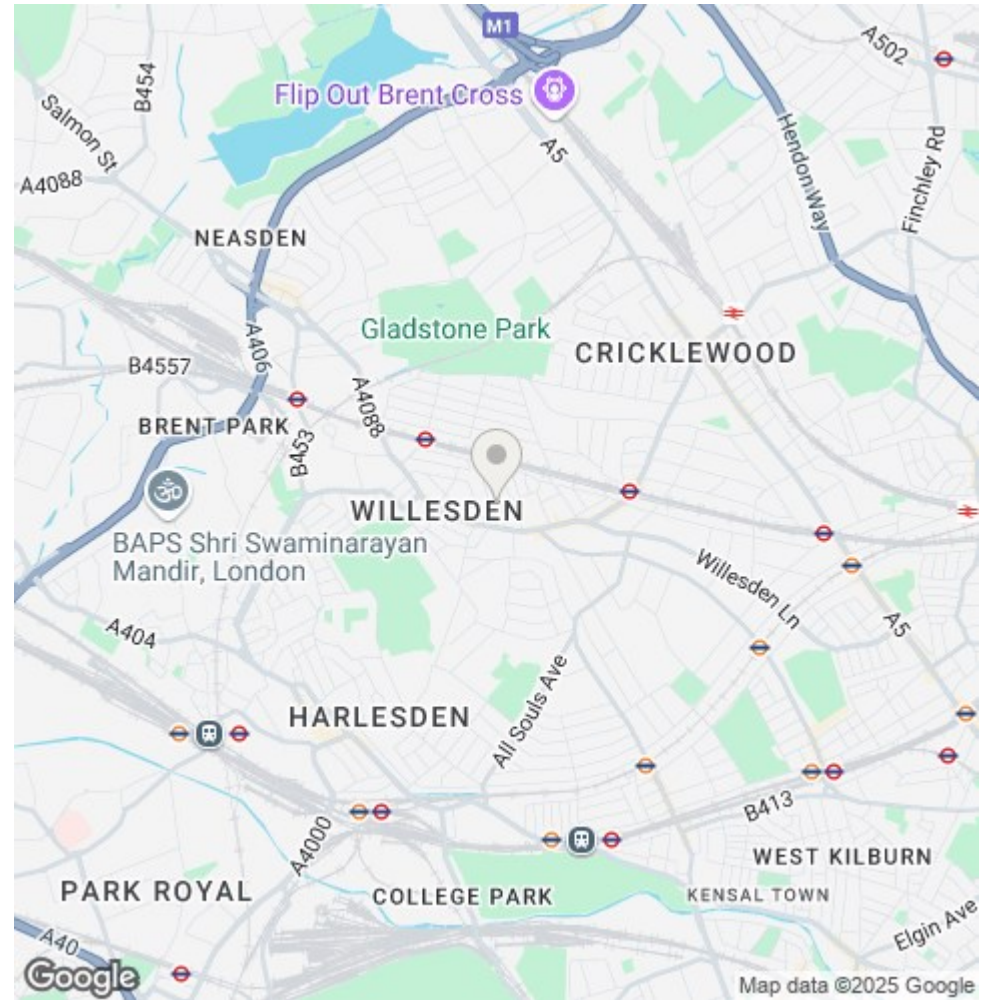 M1
A502
B454
Flip Out Brent Cross
Salmon St
A5
Hendon Way
Finchley Rd
A4088
NEASDEN
Gladstone Park
A406
CRICKLEWOOD
B4557
A4088
BRENT PARK
B453
WILLESDEN
BAPS Shri Swaminarayan
Mandir, London
Willesden Ln
A404
A5
All Souls Ave
HARLESDEN
B413
A4000
WEST KILBURN
PARK ROYAL
COLLEGE PARK
KENSAL TOWN
Elgin Ave
A40
Google
Map data ©2025 Google